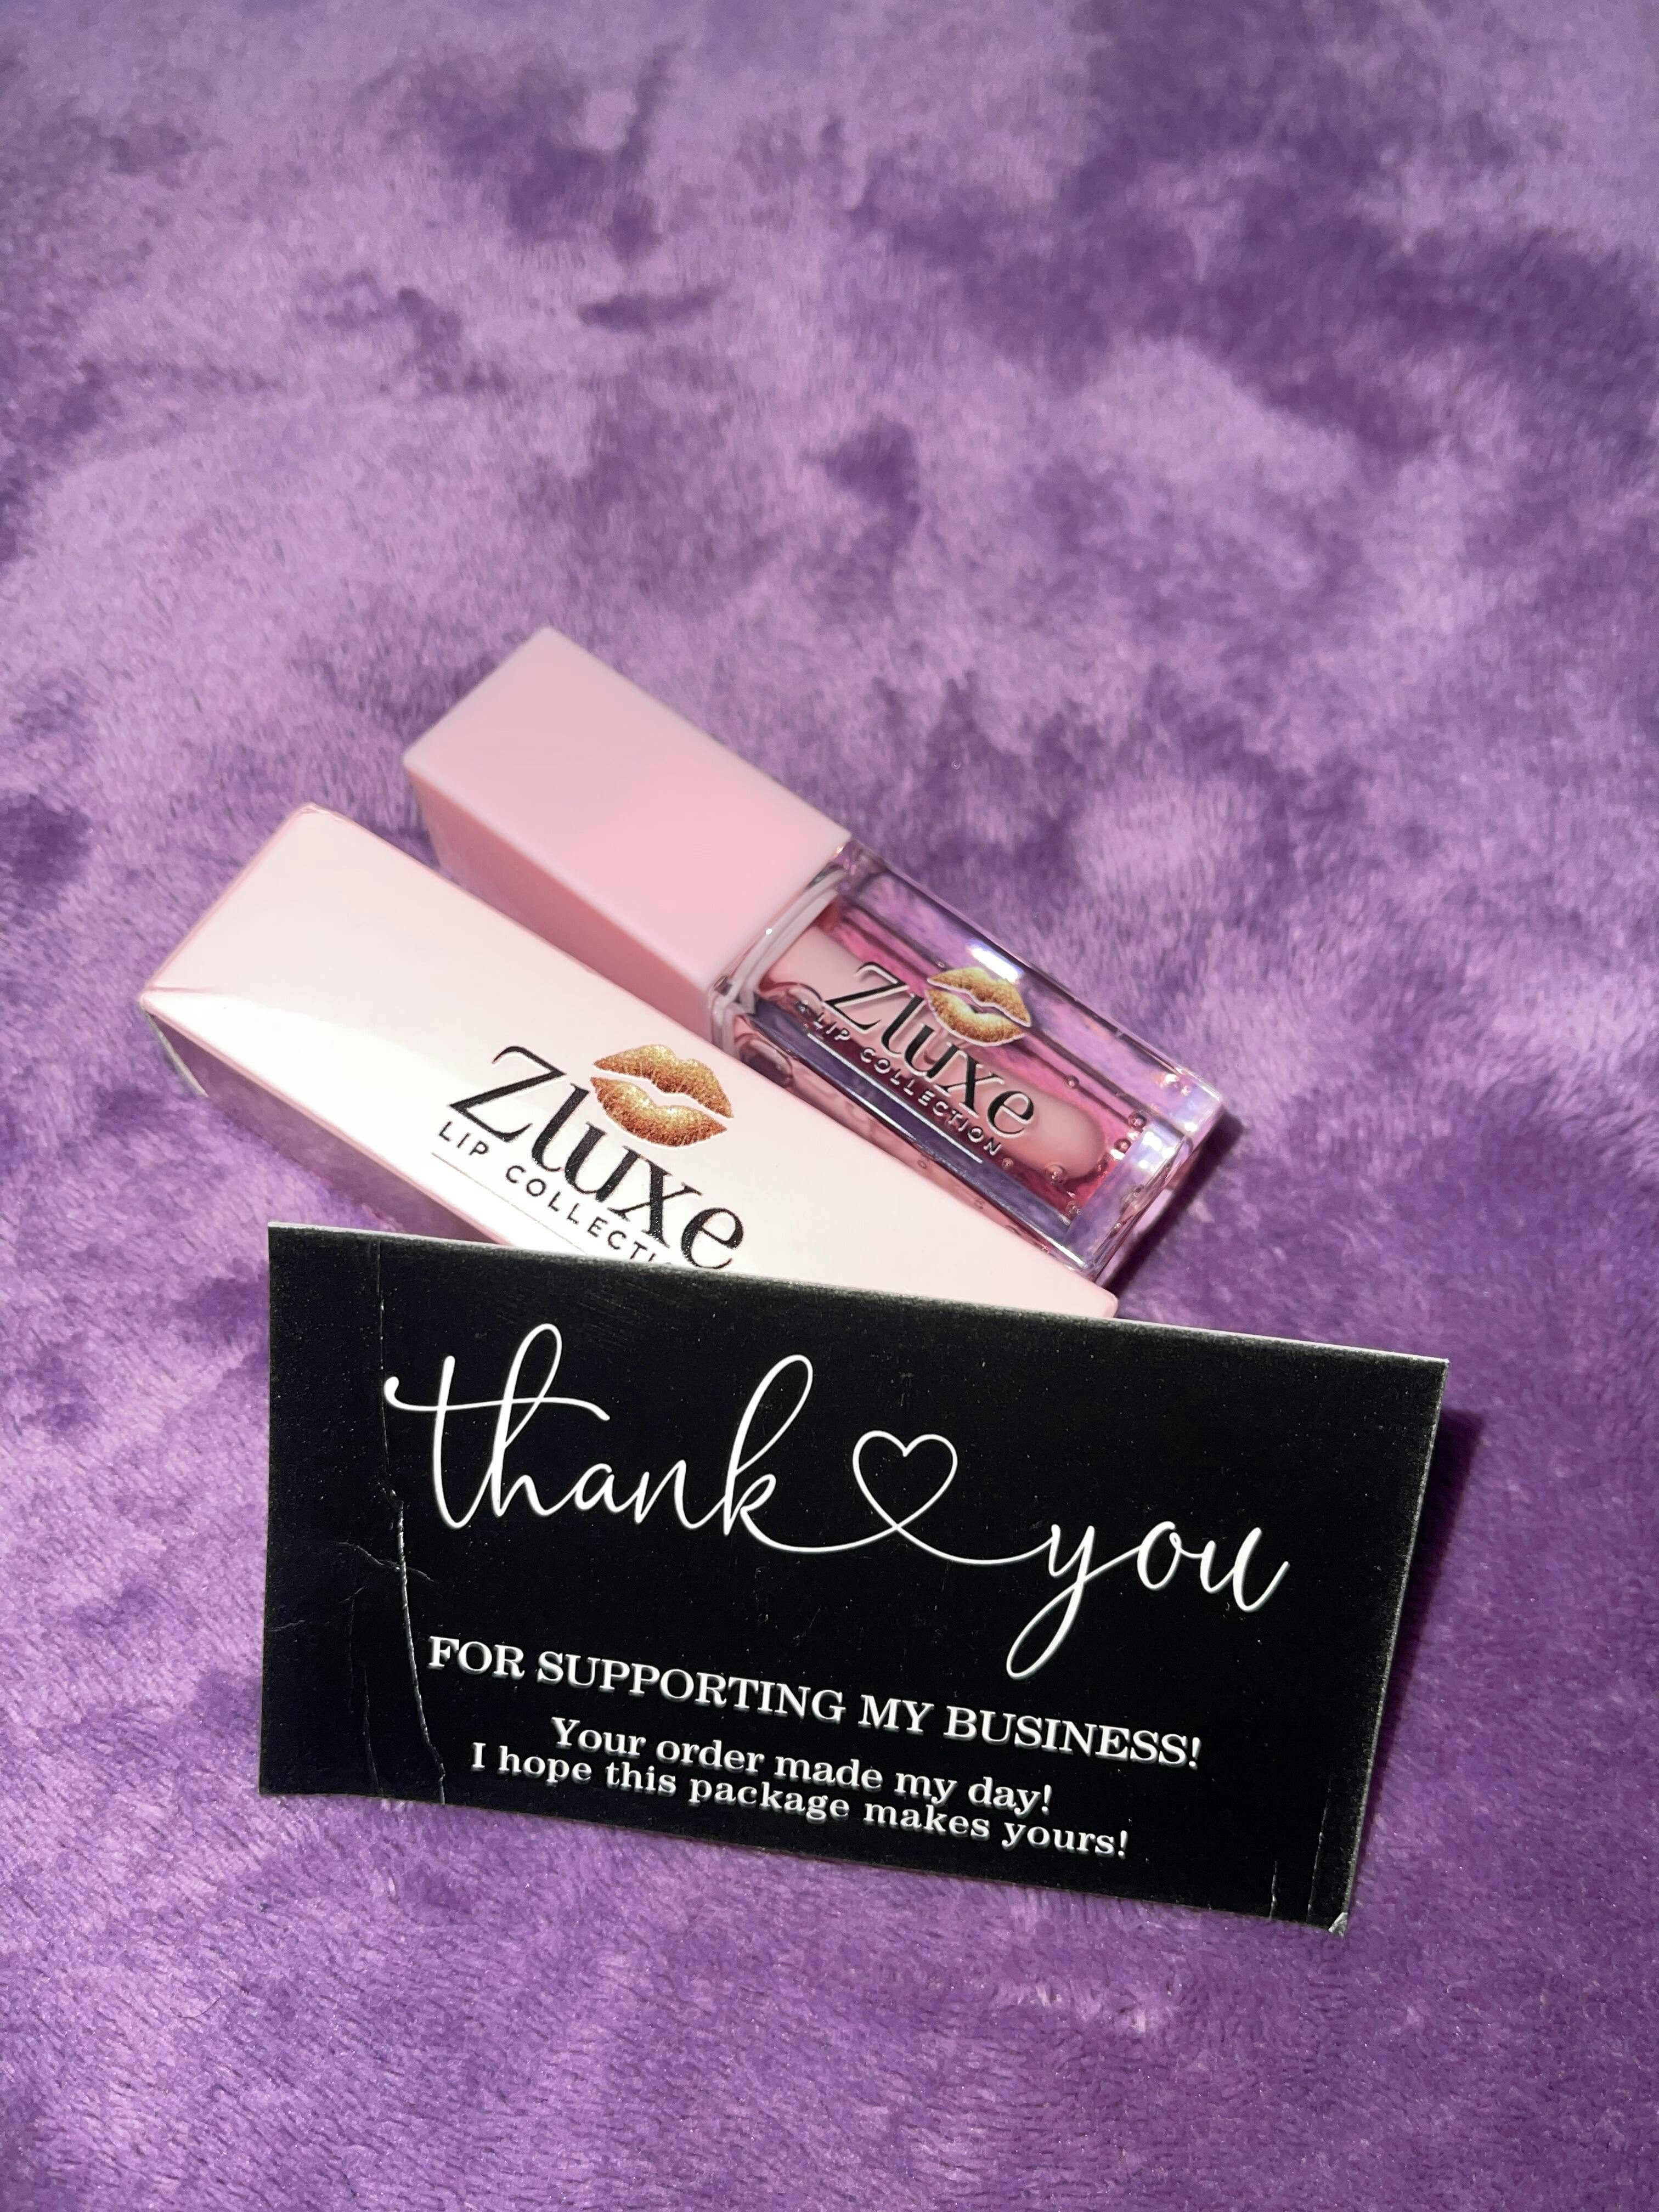 Zluxe
LIP COLLECTION
Zluxe
LIP COLLECTI
thank you
FOR SUPPORTING MY BUSINESS!
Your order made my day!
I hope this package makes yours!